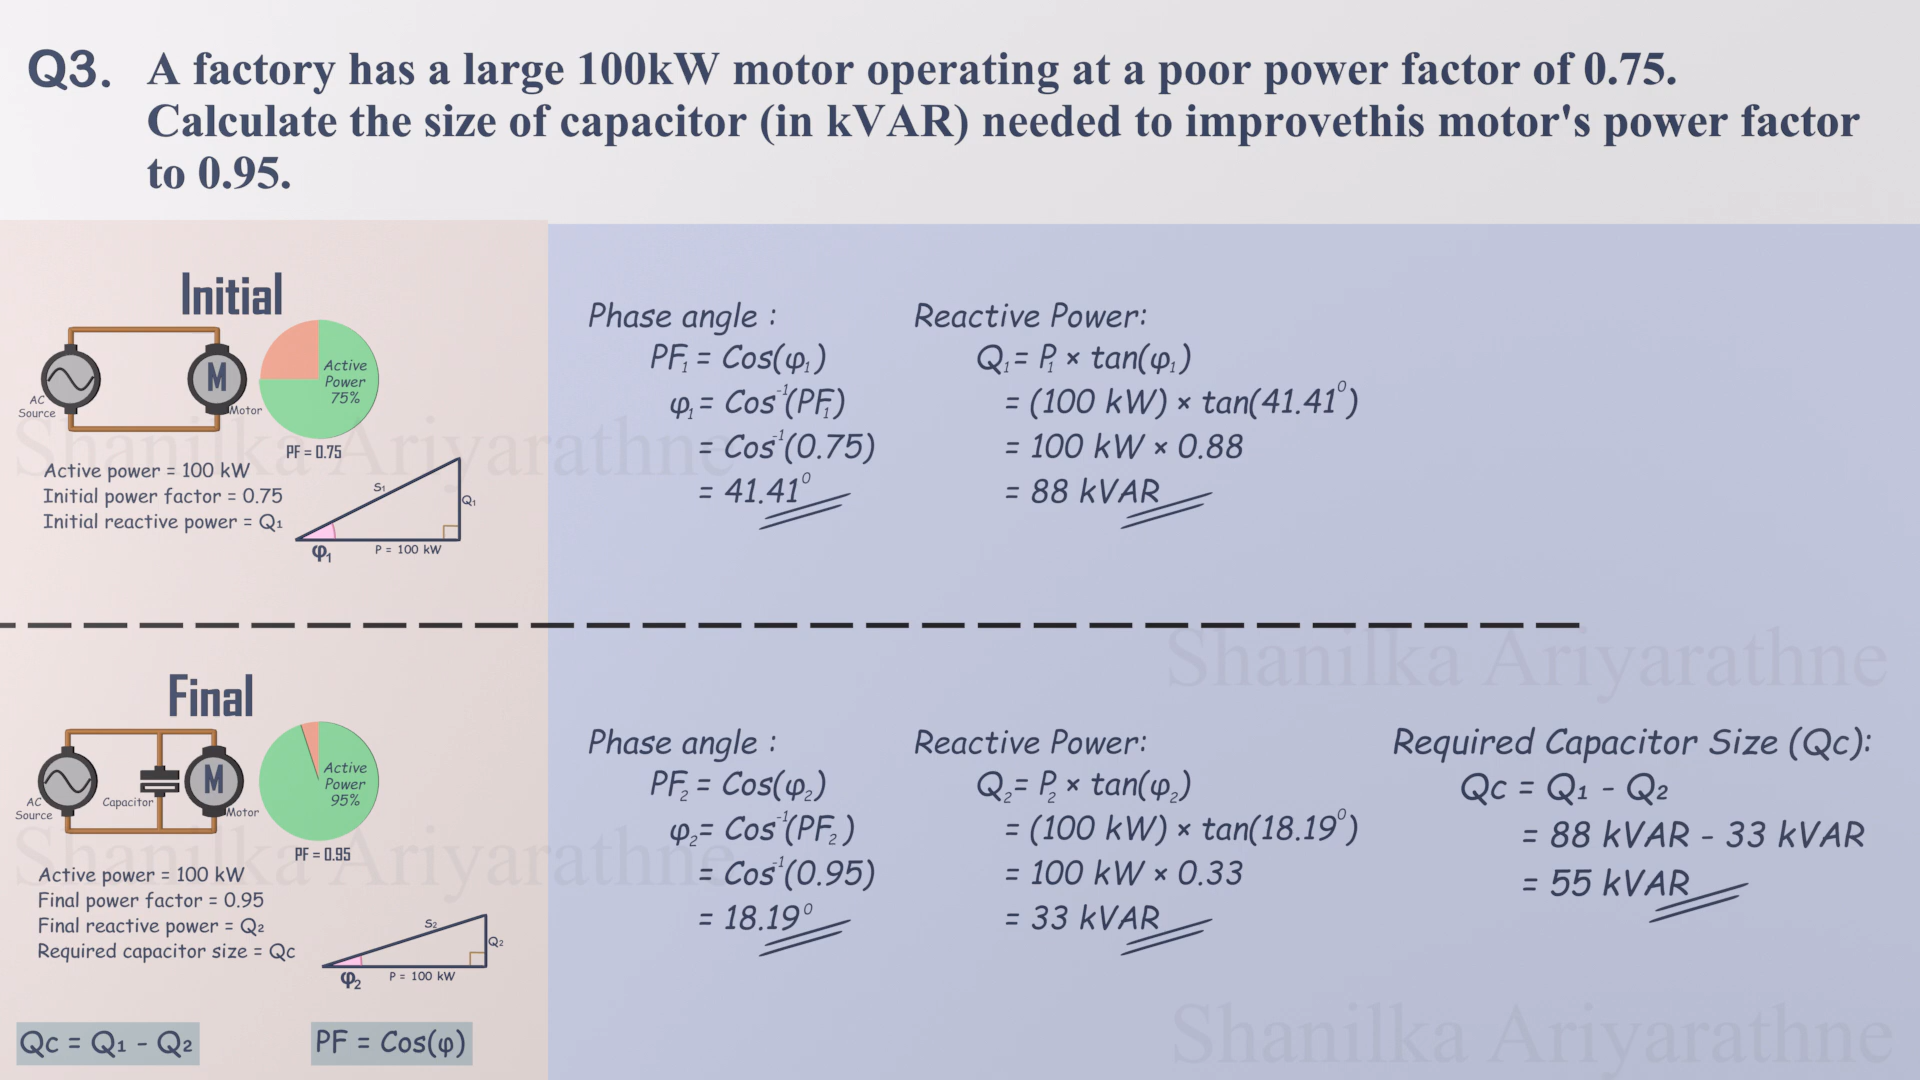 Q3. A factory has a large 100kW motor operating at a poor power factor of 0.75.
Calculate the size of capacitor (in kVAR) needed to improvethis motor's power factor
to 0.95.
Initial
AC
Source
M
Motor
Active
Power
75%
PF = 0.75
Active power = 100 kW
Initial power factor = 0.75
Initial reactive power = Q₁
S₁
Q₁
φ₁
P = 100 kW
Phase angle :
PF₁ = Cos(φ₁)
φ₁ = Cos⁻¹(PF₁)
= Cos⁻¹(0.75)
= 41.41⁰
Reactive Power:
Q₁ = P₁ × tan(φ₁)
= (100 kW) × tan(41.41⁰)
= 100 kW × 0.88
= 88 kVAR
Final
AC
Source
Capacitor
M
Motor
Active
Power
95%
PF = 0.95
Active power = 100 kW
Final power factor = 0.95
Final reactive power = Q₂
Required capacitor size = Qc
S₂
Q₂
φ₂
P = 100 kW
Qc = Q₁ - Q₂
PF = Cos(φ)
Phase angle :
PF₂ = Cos(φ₂)
φ₂ = Cos⁻¹(PF₂)
= Cos⁻¹(0.95)
= 18.19⁰
Reactive Power:
Q₂ = P₂ × tan(φ₂)
= (100 kW) × tan(18.19⁰)
= 100 kW × 0.33
= 33 kVAR
Required Capacitor Size (Qc):
Qc = Q₁ - Q₂
= 88 kVAR - 33 kVAR
= 55 kVAR
Shanilka Ariyarathne
Shanilka Ariyarathne
Shanilka Ariyarathne
Shanilka Ariyarathne